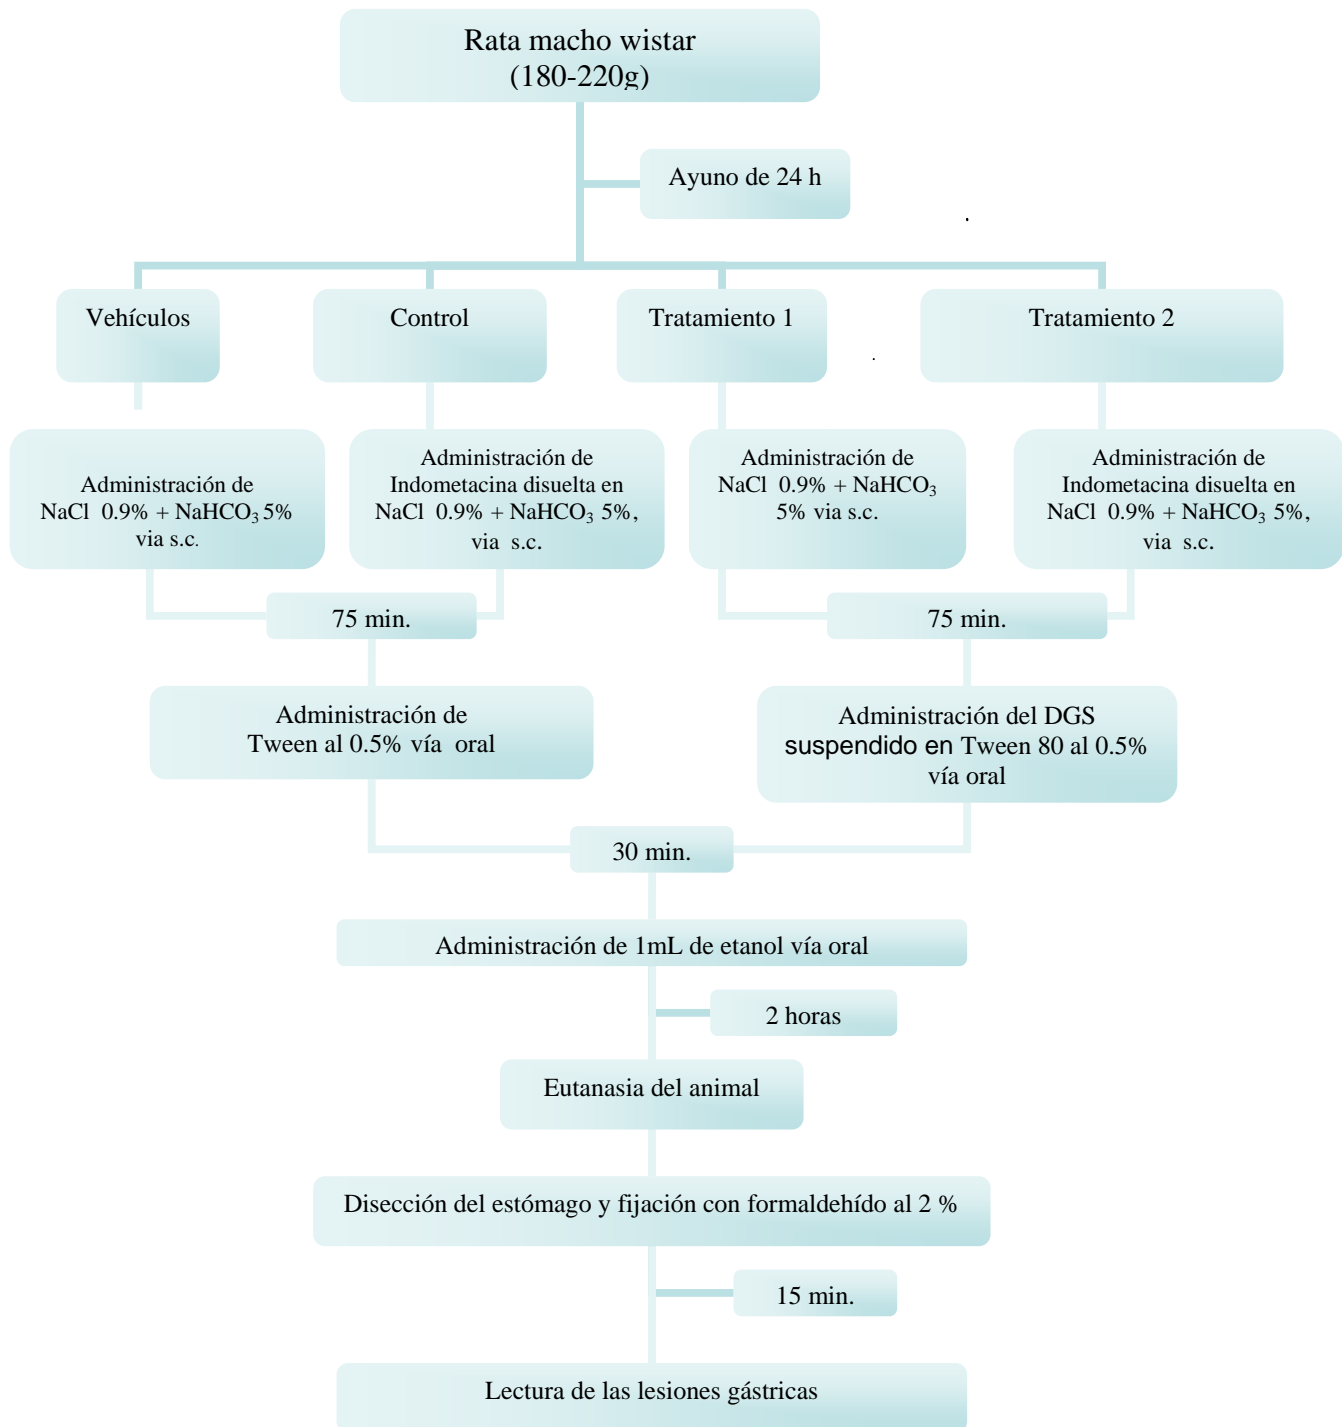 Rata macho wistar
(180-220g)
Ayuno de 24 h
Vehículos
Control
Tratamiento 1
Tratamiento 2
Administración de
NaCl 0.9% + NaHCO₃ 5%
via s.c.
Administración de
Indometacina disuelta en
NaCl 0.9% + NaHCO₃ 5%,
via s.c.
Administración de
NaCl 0.9% + NaHCO₃
5% via s.c.
Administración de
Indometacina disuelta en
NaCl 0.9% + NaHCO₃ 5%,
via s.c.
75 min.
75 min.
Administración de
Tween al 0.5% vía oral
Administración del DGS
suspendido en Tween 80 al 0.5%
vía oral
30 min.
Administración de 1mL de etanol vía oral
2 horas
Eutanasia del animal
Disección del estómago y fijación con formaldehído al 2 %
15 min.
Lectura de las lesiones gástricas